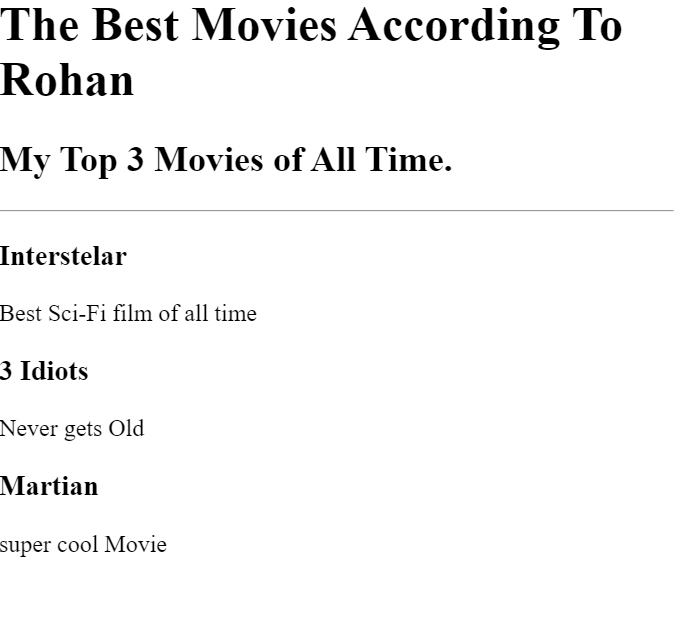 The Best Movies According To
Rohan
My Top 3 Movies of All Time.
Interstelar
Best Sci-Fi film of all time
3 Idiots
Never gets Old
Martian
super cool Movie